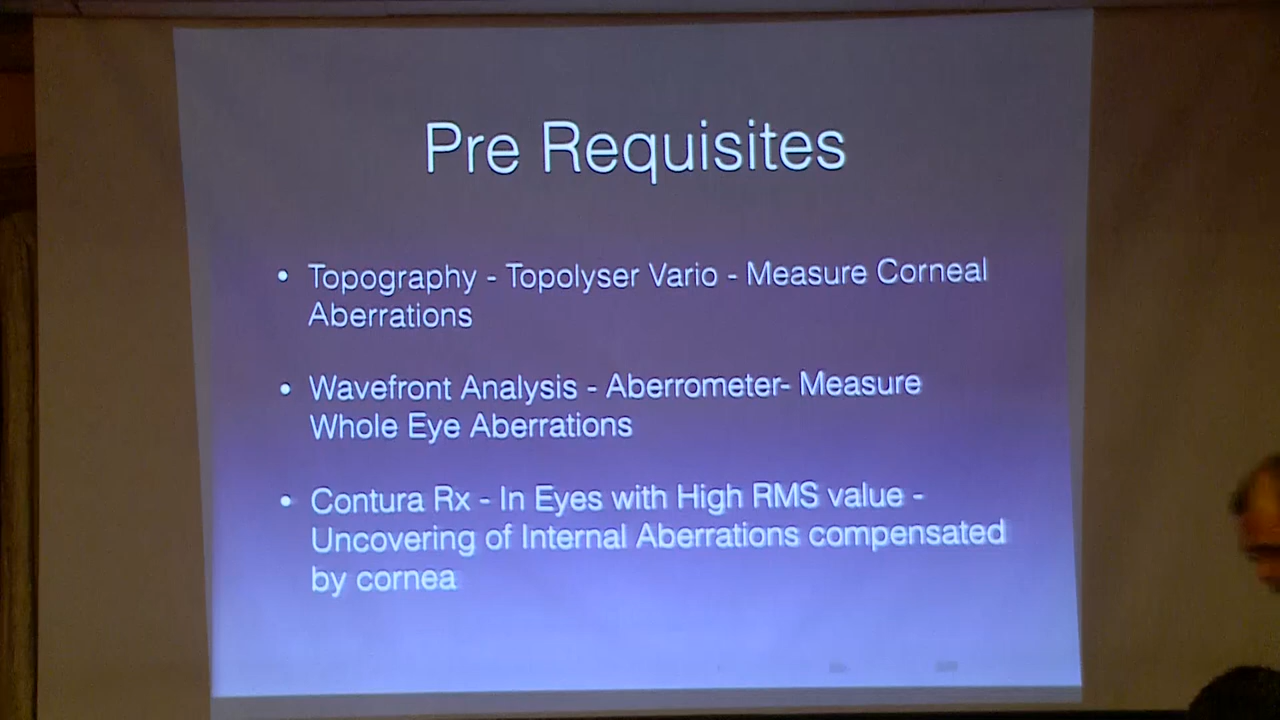 Pre Requisites
• Topography - Topolyser Vario - Measure Corneal
Aberrations
• Wavefront Analysis - Aberrometer- Measure
Whole Eye Aberrations
• Contura Rx - In Eyes with High RMS value -
Uncovering of Internal Aberrations compensated
by cornea